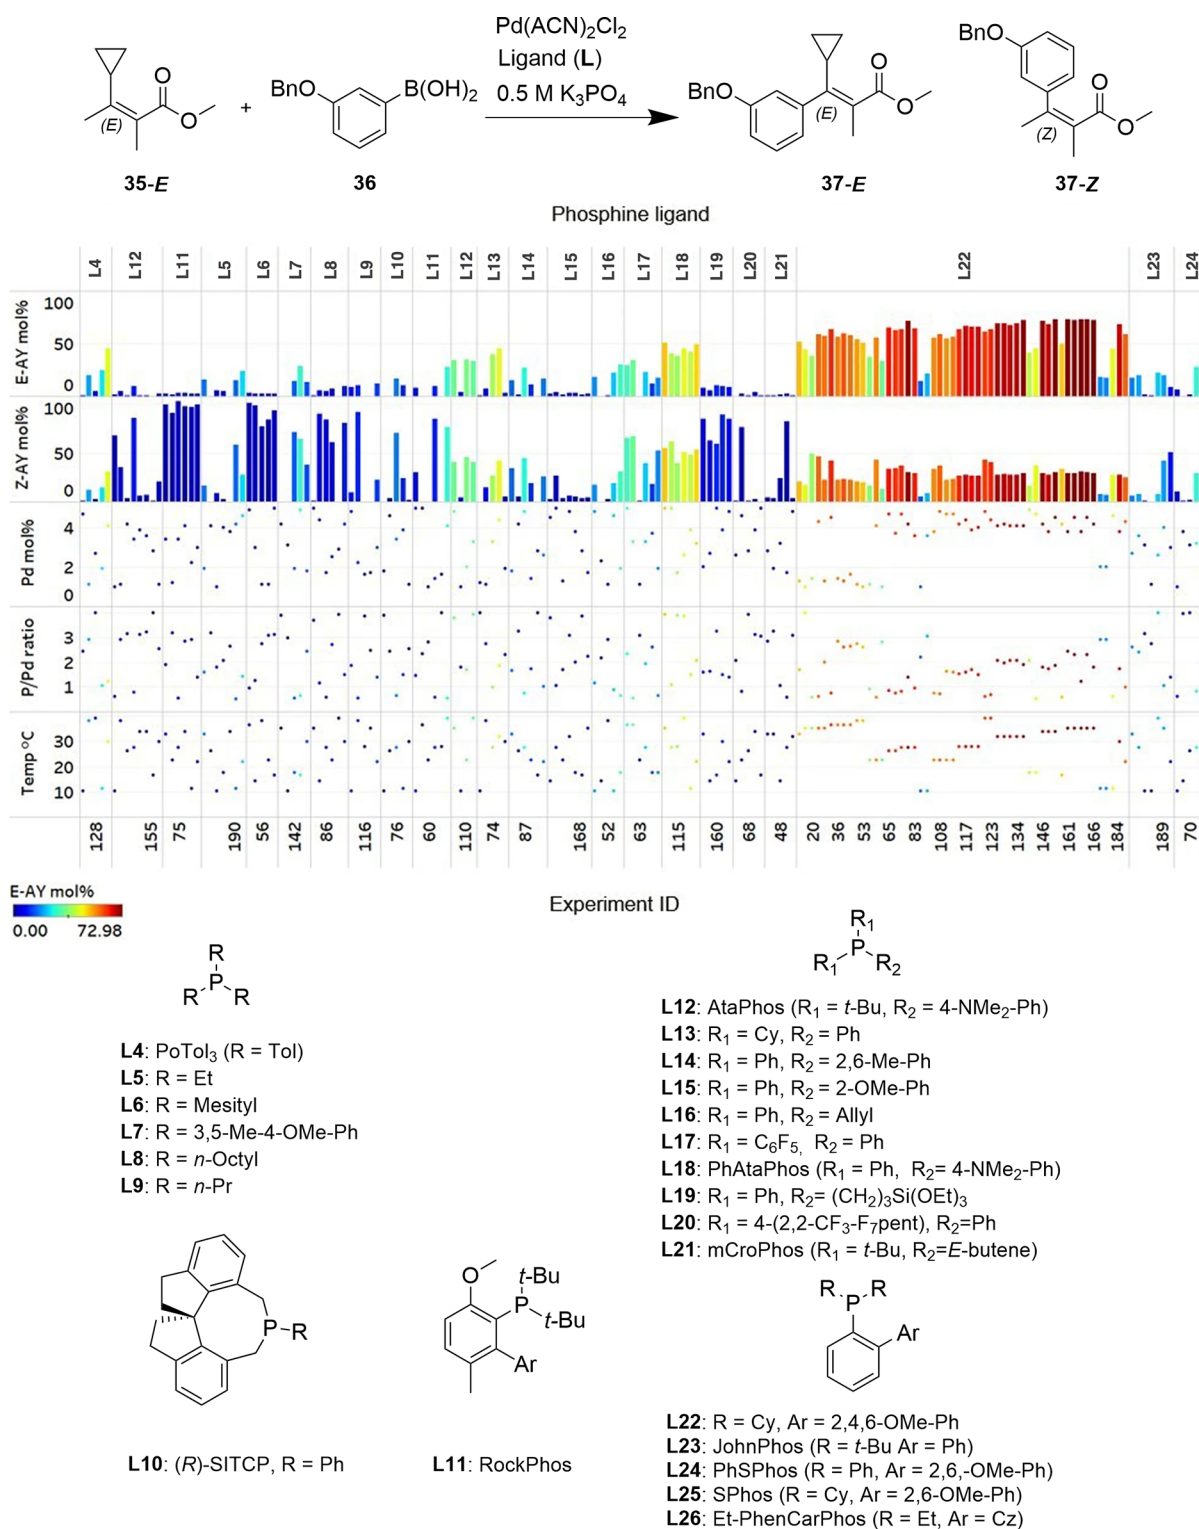 Pd(ACN)2Cl2
Ligand (L)
0.5 M K3PO4
O
O
(E)
35-E
+
BnO
B(OH)2
36
BnO
O
O
(E)
37-E
BnO
O
O
(Z)
37-Z
Phosphine ligand
L4 L12 L11 L5 L6 L7 L8 L9 L10 L11 L12 L13 L14 L15 L16 L17 L18 L19 L20 L21 L22 L23 L24
E-AY mol%
100
50
0
Z-AY mol%
100
50
0
Pd mol%
4
2
0
P/Pd ratio
3
2
1
Temp ºC
30
20
10
128 155 75 190 56 142 86 116 76 60 110 74 87 168 52 63 115 160 68 48 20 36 53 65 83 108 117 123 134 146 161 166 184 189 70
Experiment ID
E-AY mol%
0.00 72.98
R
P
R R
L4: PoTol3 (R = Tol)
L5: R = Et
L6: R = Mesityl
L7: R = 3,5-Me-4-OMe-Ph
L8: R = n-Octyl
L9: R = n-Pr
R1
P
R1 R2
L12: AtaPhos (R1 = t-Bu, R2 = 4-NMe2-Ph)
L13: R1 = Cy, R2 = Ph
L14: R1 = Ph, R2 = 2,6-Me-Ph
L15: R1 = Ph, R2 = 2-OMe-Ph
L16: R1 = Ph, R2 = Allyl
L17: R1 = C6F5, R2 = Ph
L18: PhAtaPhos (R1 = Ph, R2= 4-NMe2-Ph)
L19: R1 = Ph, R2= (CH2)3Si(OEt)3
L20: R1 = 4-(2,2-CF3-F7pent), R2=Ph
L21: mCroPhos (R1 = t-Bu, R2=E-butene)
P-R
L10: (R)-SITCP, R = Ph
O
t-Bu
P
t-Bu
Ar
L11: RockPhos
R R
P
Ar
L22: R = Cy, Ar = 2,4,6-OMe-Ph
L23: JohnPhos (R = t-Bu Ar = Ph)
L24: PhSPhos (R = Ph, Ar = 2,6,-OMe-Ph)
L25: SPhos (R = Cy, Ar = 2,6-OMe-Ph)
L26: Et-PhenCarPhos (R = Et, Ar = Cz)